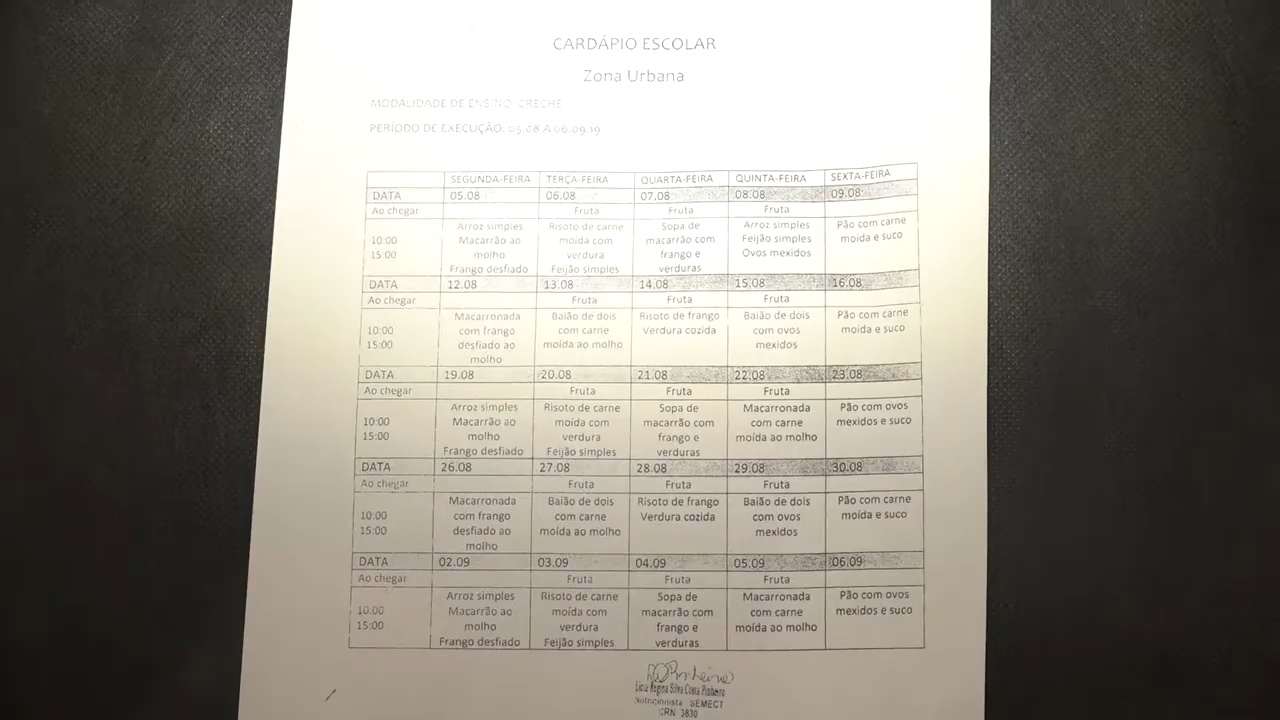 CARDÁPIO ESCOLAR
Zona Urbana
MODALIDADE DE ENSINO: CRECHE
PERÍODO DE EXECUÇÃO: 05.08 A 06.09.19
SEGUNDA-FEIRA TERÇA-FEIRA QUARTA-FEIRA QUINTA-FEIRA SEXTA-FEIRA
DATA 05.08 06.08 07.08 08.08 09.08
Ao chegar Fruta Fruta Fruta
Arroz simples Risoto de carne Sopa de Arroz simples Pão com carne
10:00 Macarrão ao moída com macarrão com Feijão simples moída e suco
15:00 molho verdura frango e Ovos mexidos
Frango desfiado Feijão simples verduras
DATA 12.08 13.08 14.08 15.08 16.08
Ao chegar Fruta Fruta Fruta
Macarronada Baião de dois Risoto de frango Baião de dois Pão com carne
10:00 com frango com carne Verdura cozida com ovos moída e suco
15:00 desfiado ao moída ao molho mexidos
molho
DATA 19.08 20.08 21.08 22.08 23.08
Ao chegar Fruta Fruta Fruta
Arroz simples Risoto de carne Sopa de Macarronada Pão com ovos
10:00 Macarrão ao moída com macarrão com com carne mexidos e suco
15:00 molho verdura frango e moída ao molho
Frango desfiado Feijão simples verduras
DATA 26.08 27.08 28.08 29.08 30.08
Ao chegar Fruta Fruta Fruta
Macarronada Baião de dois Risoto de frango Baião de dois Pão com carne
10:00 com frango com carne Verdura cozida com ovos moída e suco
15:00 desfiado ao moída ao molho mexidos
molho
DATA 02.09 03.09 04.09 05.09 06.09
Ao chegar Fruta Fruta Fruta
Arroz simples Risoto de carne Sopa de Macarronada Pão com ovos
10:00 Macarrão ao moída com macarrão com com carne mexidos e suco
15:00 molho verdura frango e moída ao molho
Frango desfiado Feijão simples verduras
Pinheiro
Lícia Regina Silva Costa Pinheiro
Nutricionista SEMECT
CRN 3830